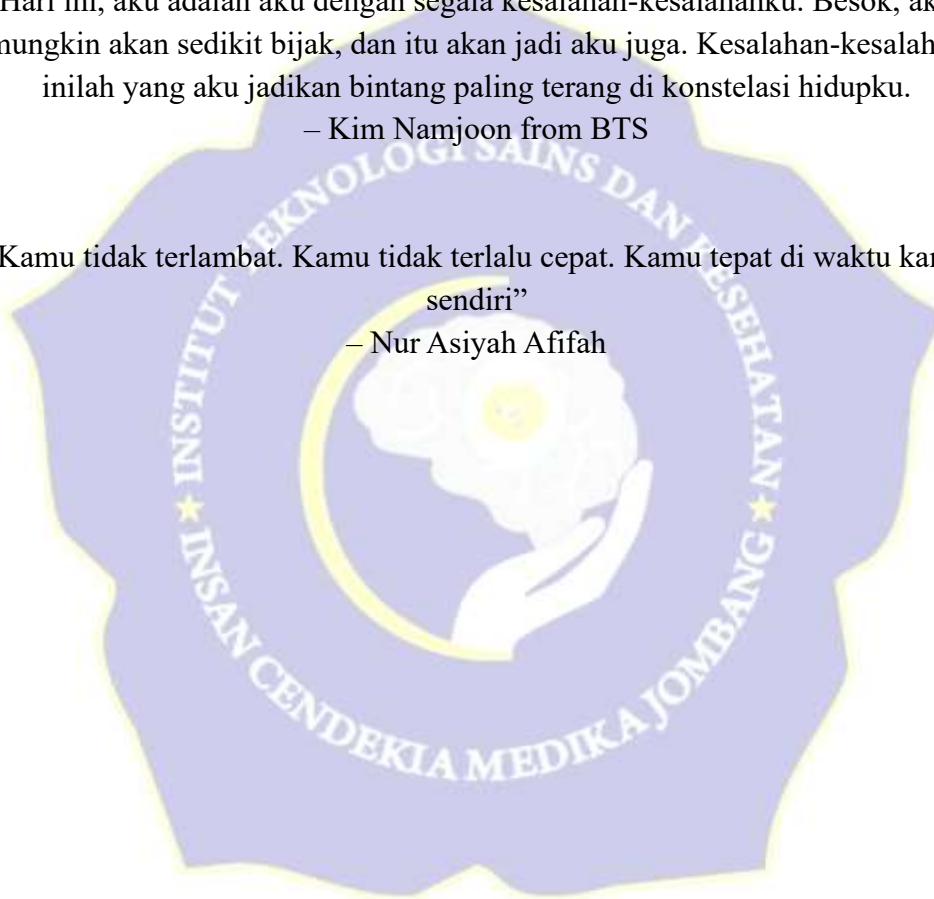 Hari ini, aku adalah aku dengan segala kesalahan-kesalahanku. Besok,
mungkin akan sedikit bijak, dan itu akan jadi aku juga.
inilah yang aku jadikan bintang paling terang di konstelasi hidupku.
– Kim Namjoon from BTS
INSTITUT TEKNOLOGI SAINS DAN KESEHATAN
Kamu tidak terlambat. Kamu tidak terlalu cepat. Kamu tepat di waktu
sendiri”
– Nur Asiyah Afifah
INSAN CENDEKIA MEDIKA JOMBANG